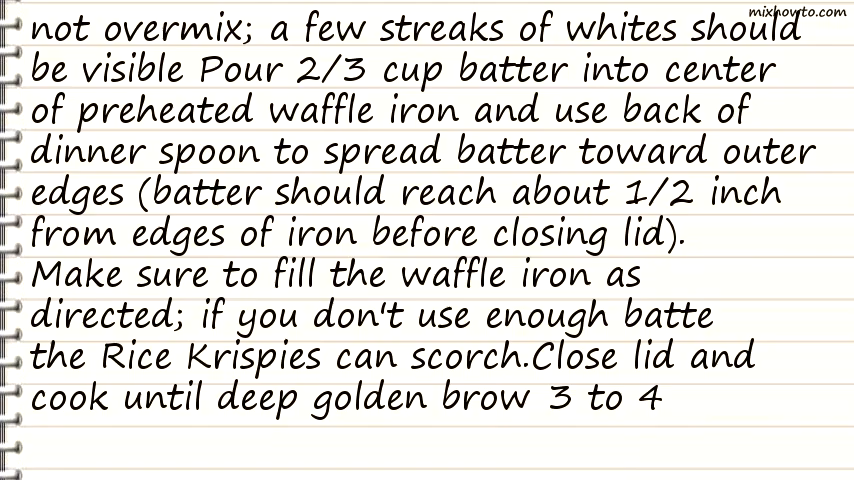 mixhowto.com
not overmix; a few streaks of whites should
be visible Pour 2/3 cup batter into center
of preheated waffle iron and use back of
dinner spoon to spread batter toward outer
edges (batter should reach about 1/2 inch
from edges of iron before closing lid).
Make sure to fill the waffle iron as
directed; if you don't use enough batte
the Rice Krispies can scorch.Close lid and
cook until deep golden brow 3 to 4